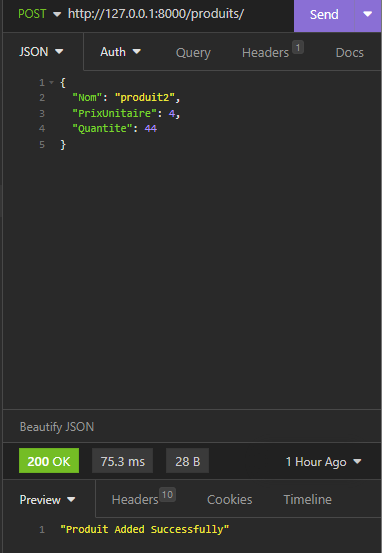 POST http://127.0.0.1:8000/produits/ Send
JSON Auth Query Headers 1 Docs
1 {
2 "Nom": "produit2",
3 "PrixUnitaire": 4,
4 "Quantite": 44
5 }
Beautify JSON
200 OK 75.3 ms 28 B 1 Hour Ago
Preview Headers 10 Cookies Timeline
1 "Produit Added Successfully"